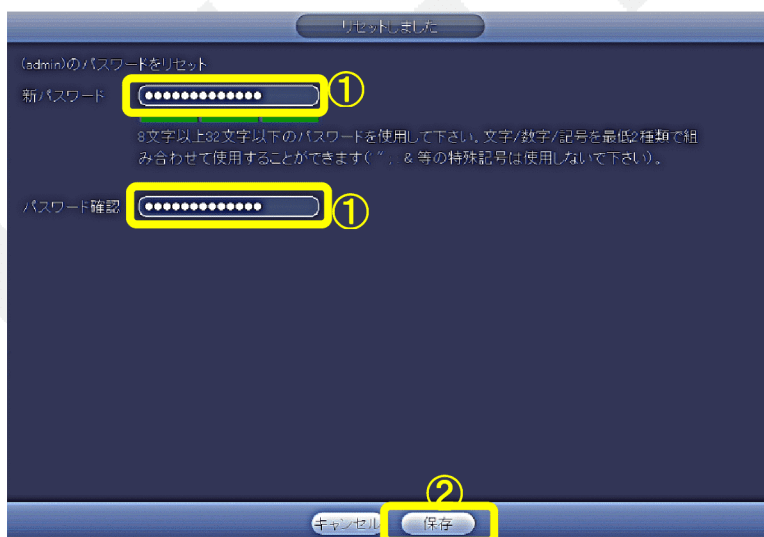 リセットしました
(admin)のパスワードをリセット
新パスワード ●●●●●●●●●●●●● ①
8文字以上32文字以下のパスワードを使用して下さい. 文字/数字/記号を最低2種類で組
み合わせて使用することができます(' ", & 等の特殊記号は使用しないで下さい)。
パスワード確認 ●●●●●●●●●●●●● ①
②
キャンセル 保存